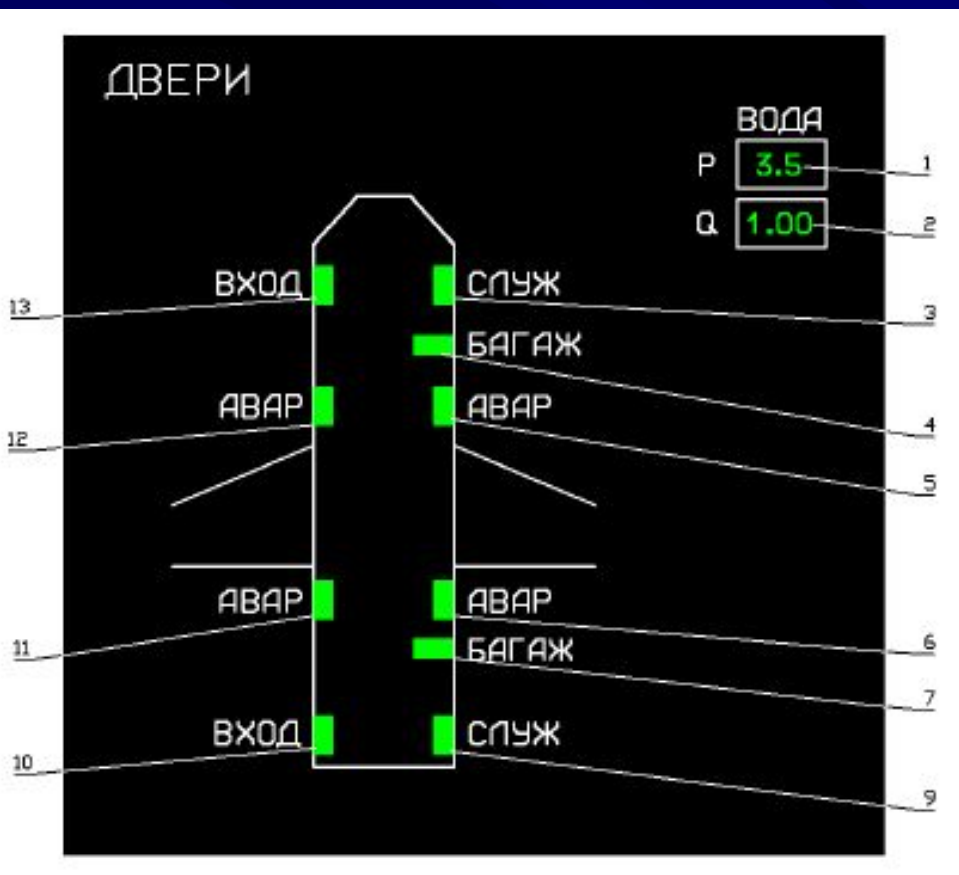 ДВЕРИ
ВОДА
P 3.5 1
Q 1.00 2
ВХОД СЛУЖ
13 3
БАГАЖ
АВАР АВАР 4
12 5
АВАР АВАР
11 БАГАЖ 6
7
ВХОД СЛУЖ
10 9